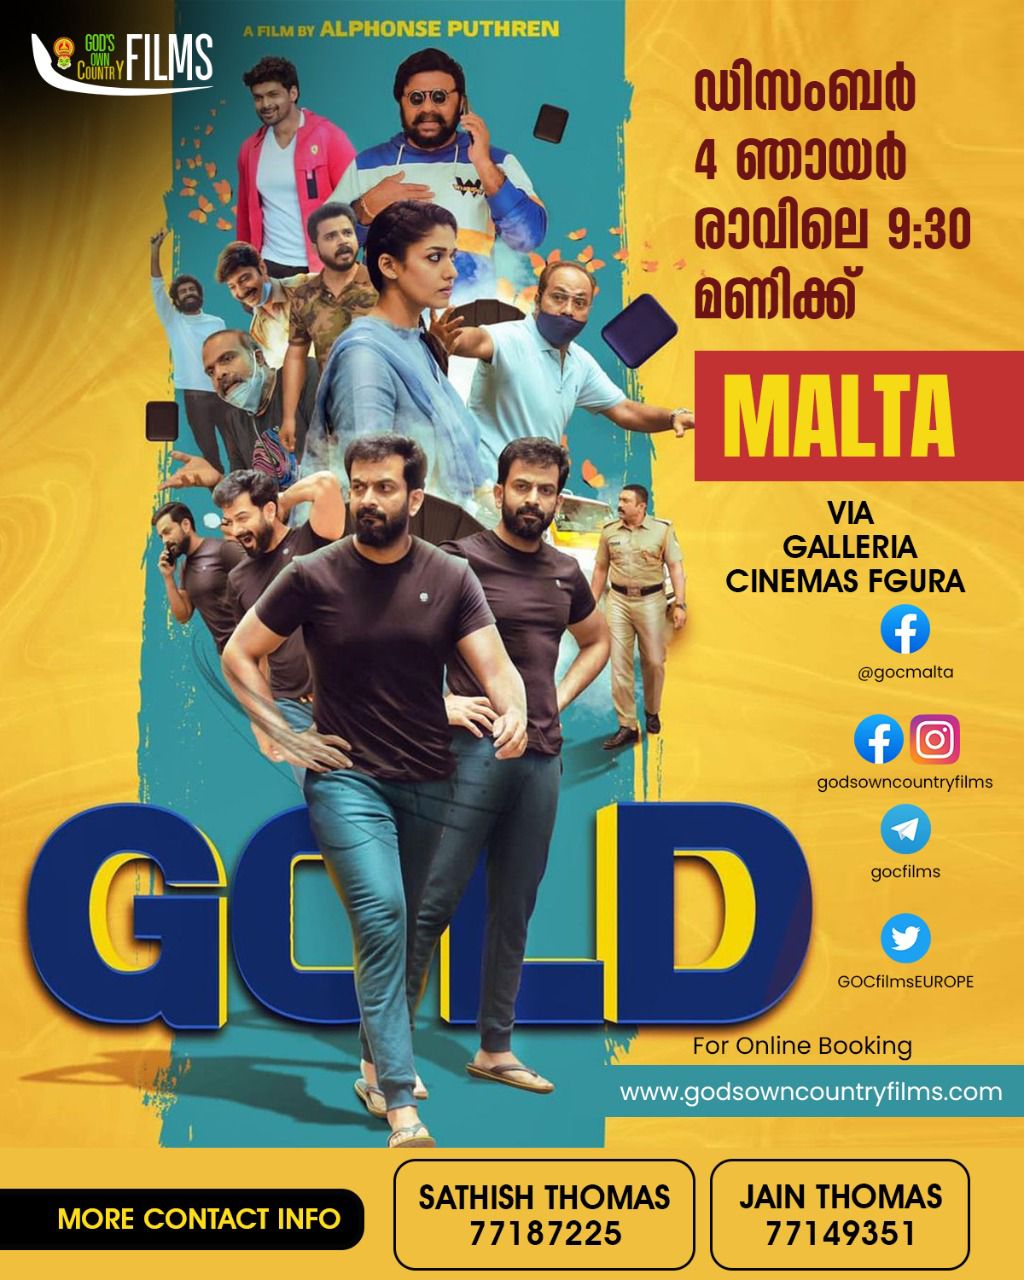 GOD'S
OWN
COUNTRY FILMS
A FILM BY ALPHONSE PUTHREN
ഡിസംബർ
4 ഞായർ
രാവിലെ 9:30
മണിക്ക്
MALTA
VIA
GALLERIA
CINEMAS FGURA
@gocmalta
godsowncountryfilms
gocfilms
GOCfilmsEUROPE
GOLD
For Online Booking
www.godsowncountryfilms.com
MORE CONTACT INFO
SATHISH THOMAS
77187225
JAIN THOMAS
77149351